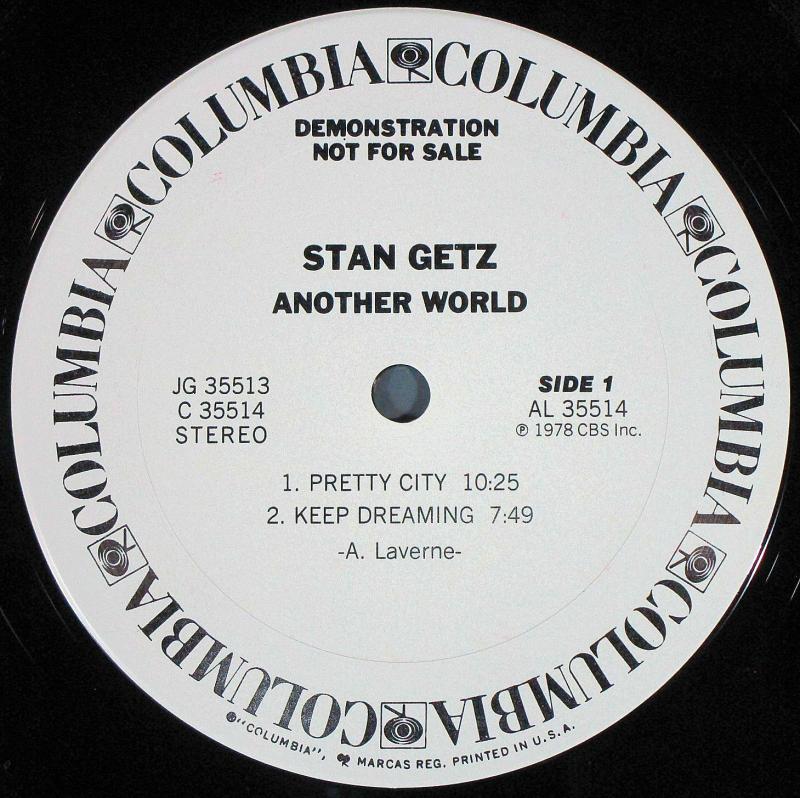 COLUMBIA COLUMBIA COLUMBIA COLUMBIA COLUMBIA COLUMBIA COLUMBIA COLUMBIA
DEMONSTRATION
NOT FOR SALE
STAN GETZ
ANOTHER WORLD
JG 35513
C 35514
STEREO
SIDE 1
AL 35514
℗ 1978 CBS Inc.
1. PRETTY CITY 10:25
2. KEEP DREAMING 7:49
-A. Laverne-
® "COLUMBIA", MARCAS REG. PRINTED IN U.S.A.